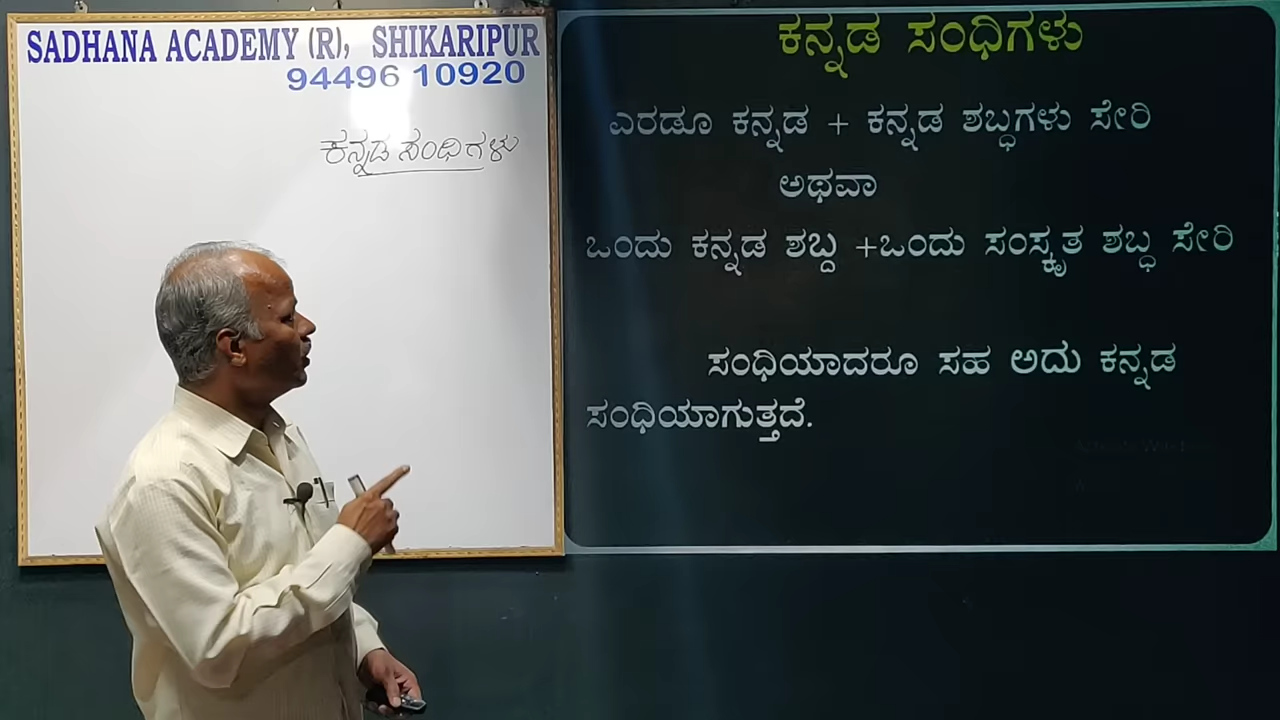 SADHANA ACADEMY (R), SHIKARIPUR
94496 10920
ಕನ್ನಡ ಸಂಧಿಗಳು
ಕನ್ನಡ ಸಂಧಿಗಳು
ಎರಡೂ ಕನ್ನಡ + ಕನ್ನಡ ಶಬ್ಧಗಳು ಸೇರಿ
ಅಥವಾ
ಒಂದು ಕನ್ನಡ ಶಬ್ದ +ಒಂದು ಸಂಸ್ಕೃತ ಶಬ್ಧ ಸೇರಿ
ಸಂಧಿಯಾದರೂ ಸಹ ಅದು ಕನ್ನಡ
ಸಂಧಿಯಾಗುತ್ತದೆ.